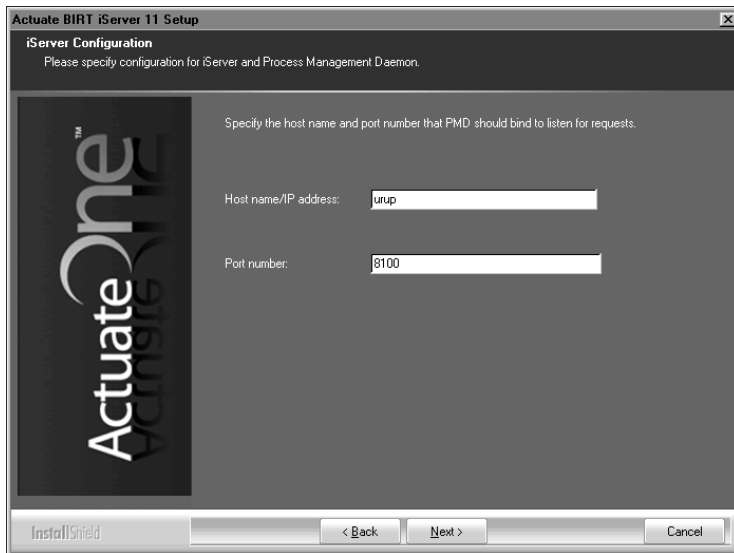 Actuate BIRT iServer 11 Setup
iServer Configuration
Please specify configuration for iServer and Process Management Daemon.
Specify the host name and port number that PMD should bind to listen for requests.
ActuateOne™
Host name/IP address: urup
Port number: 8100
InstallShield
< Back Next > Cancel